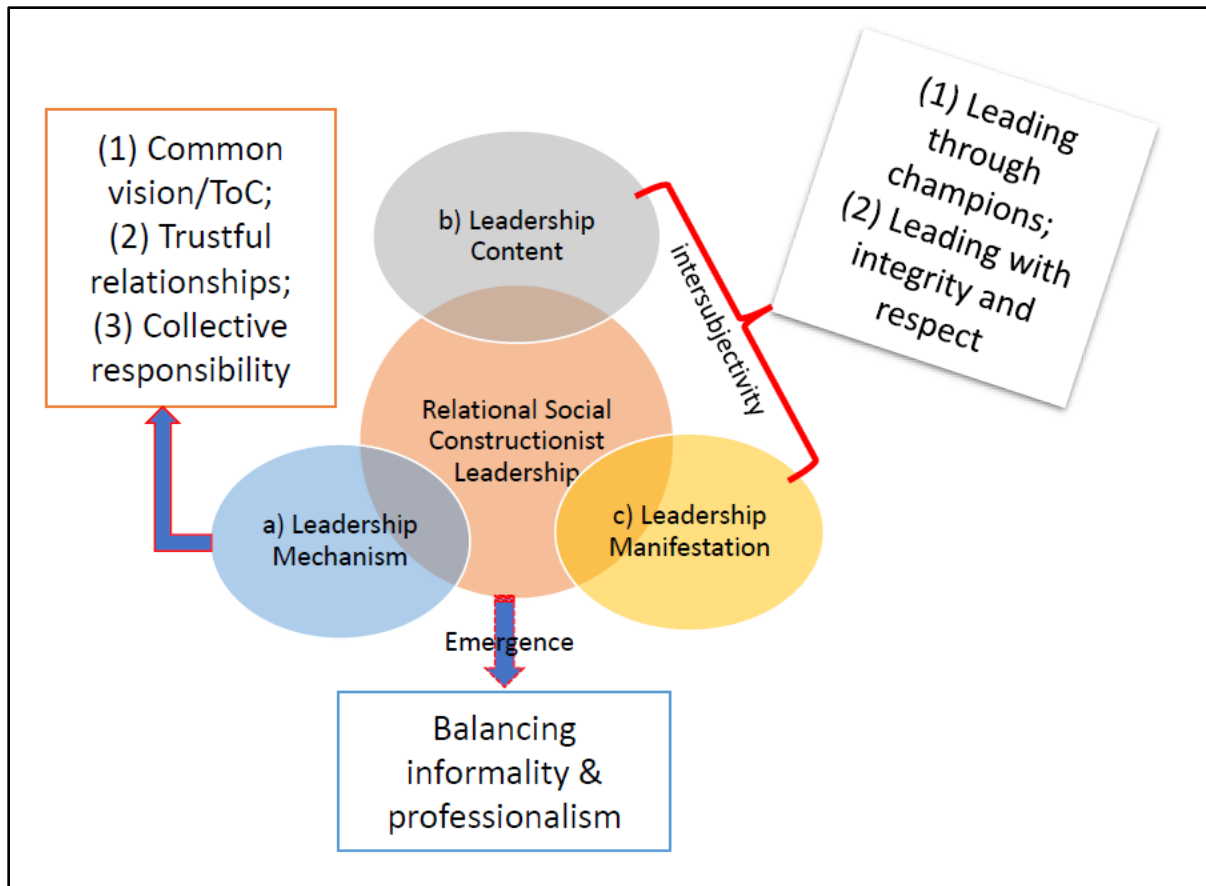 (1) Common
vision/ToC;
(2) Trustful
relationships;
(3) Collective
responsibility
b) Leadership
Content
intersubjectivity
(1) Leading
through
champions;
(2) Leading with
integrity and
respect
Relational Social
Constructionist
Leadership
a) Leadership
Mechanism
c) Leadership
Manifestation
Emergence
Balancing
informality &
professionalism